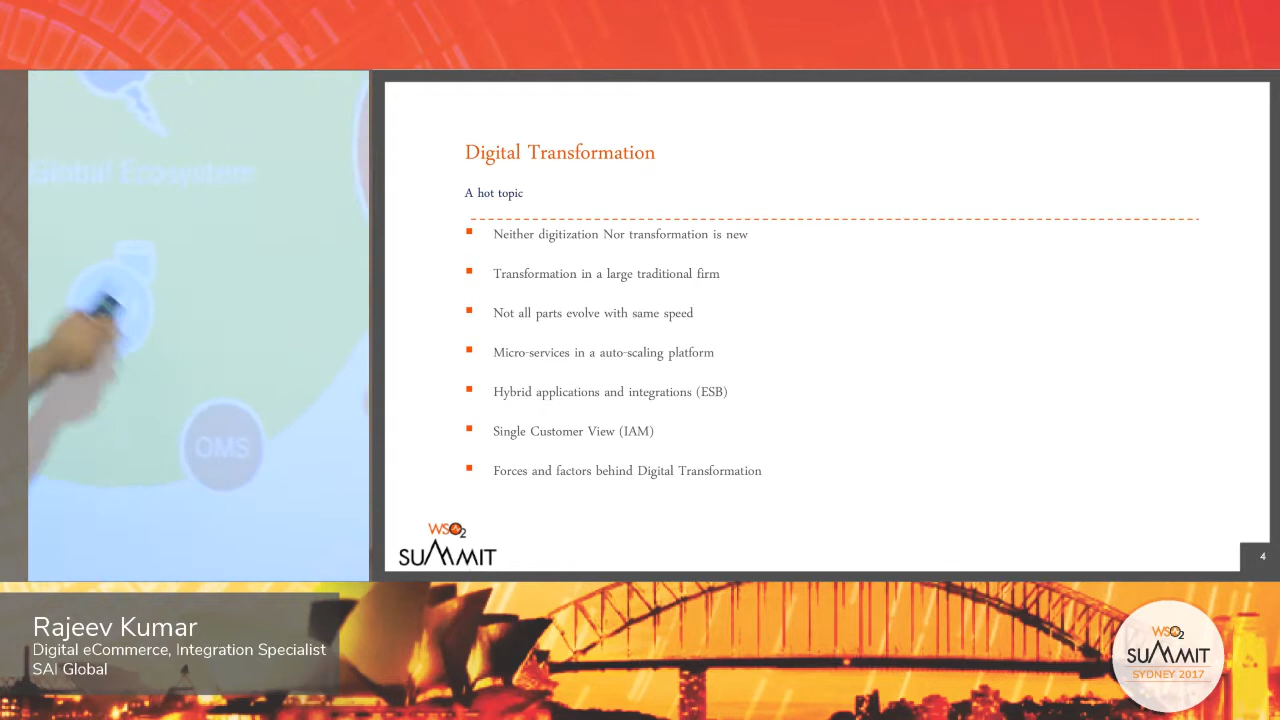 Global Ecosystem
OMS
Digital Transformation
A hot topic
Neither digitization Nor transformation is new
Transformation in a large traditional firm
Not all parts evolve with same speed
Micro-services in a auto-scaling platform
Hybrid applications and integrations (ESB)
Single Customer View (IAM)
Forces and factors behind Digital Transformation
WSO2
SUMMIT
4
Rajeev Kumar
Digital eCommerce, Integration Specialist
SAI Global
WSO2
SUMMIT
SYDNEY 2017